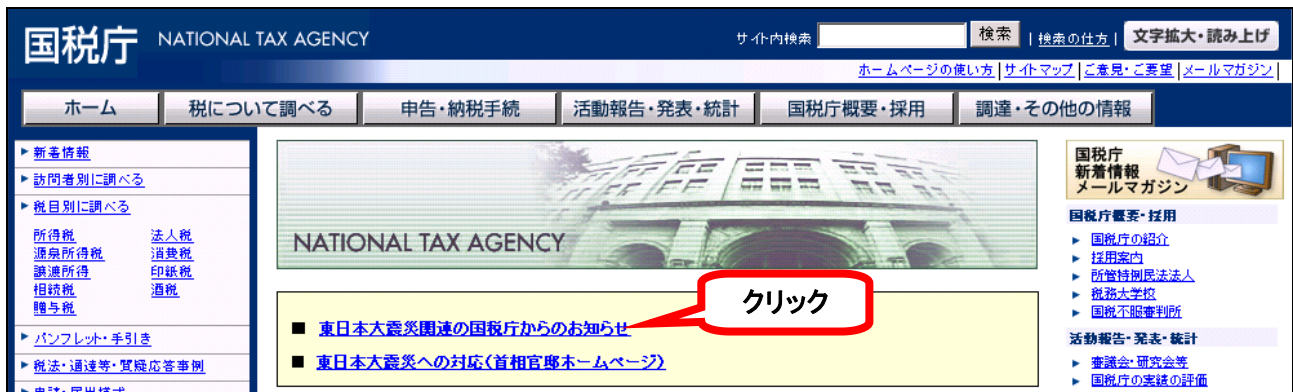 国税庁 NATIONAL TAX AGENCY
サイト内検索 検索 | 検索の仕方 | 文字拡大・読み上げ
ホームページの使い方 | サイトマップ | ご意見・ご要望 | メールマガジン |
ホーム 税について調べる 申告・納税手続 活動報告・発表・統計 国税庁概要・採用 調達・その他の情報
新着情報
訪問者別に調べる
税目別に調べる
所得税 法人税
源泉所得税 消費税
譲渡所得 印紙税
相続税 酒税
贈与税
パンフレット・手引き
税法・通達等・質疑応答事例
NATIONAL TAX AGENCY
クリック
■ 東日本大震災関連の国税庁からのお知らせ
■ 東日本大震災への対応(首相官邸ホームページ)
国税庁
新着情報
メールマガジン
国税庁概要・採用
国税庁の紹介
採用案内
所管特例民法法人
税務大学校
国税不服審判所
活動報告・発表・統計
審議会・研究会等
国税庁の実績の評価